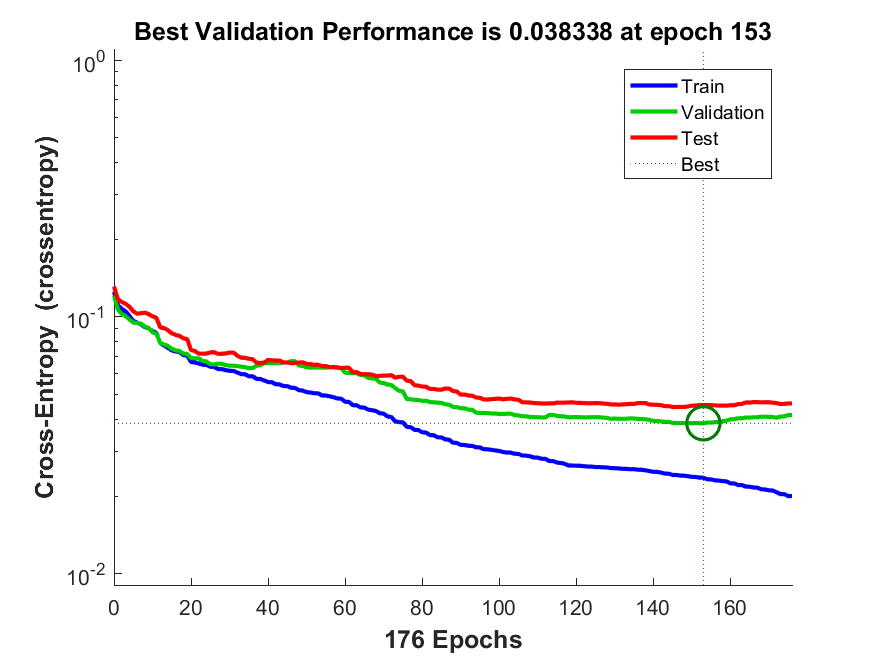 Best Validation Performance is 0.038338 at epoch 153
Cross-Entropy (crossentropy)
10^0
10^-1
10^-2
Train
Validation
Test
Best
0 20 40 60 80 100 120 140 160
176 Epochs